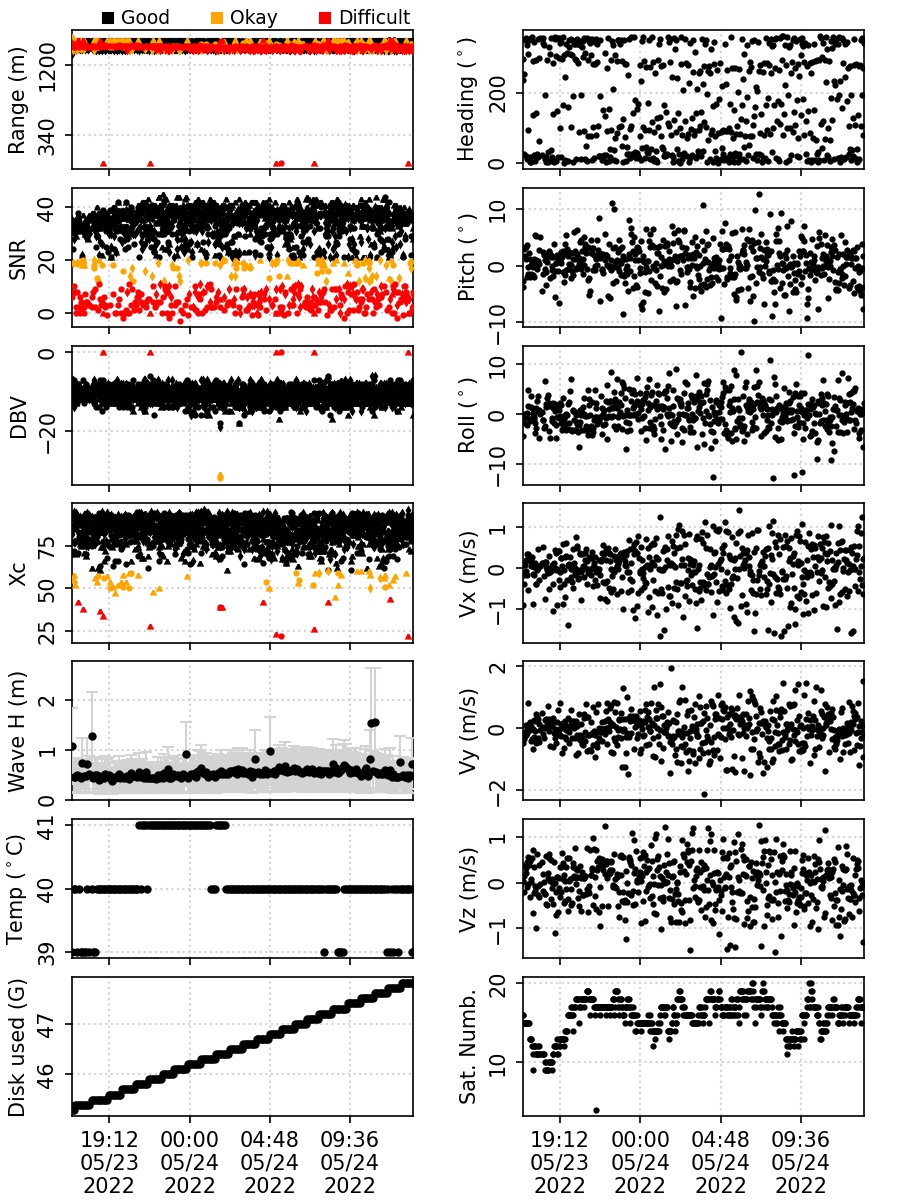 Good Okay Difficult
Range (m)
1200
340
Heading (°)
200
0
SNR
40
20
0
Pitch (°)
10
0
−10
DBV
0
−20
Roll (°)
10
0
−10
Xc
75
50
25
Vx (m/s)
1
0
−1
Wave H (m)
2
1
0
Vy (m/s)
2
0
−2
Temp (°C)
41
40
39
Vz (m/s)
1
0
−1
Disk used (G)
47
46
Sat. Numb.
20
10
19:12 00:00 04:48 09:36
05/23 05/24 05/24 05/24
2022 2022 2022 2022
19:12 00:00 04:48 09:36
05/23 05/24 05/24 05/24
2022 2022 2022 2022